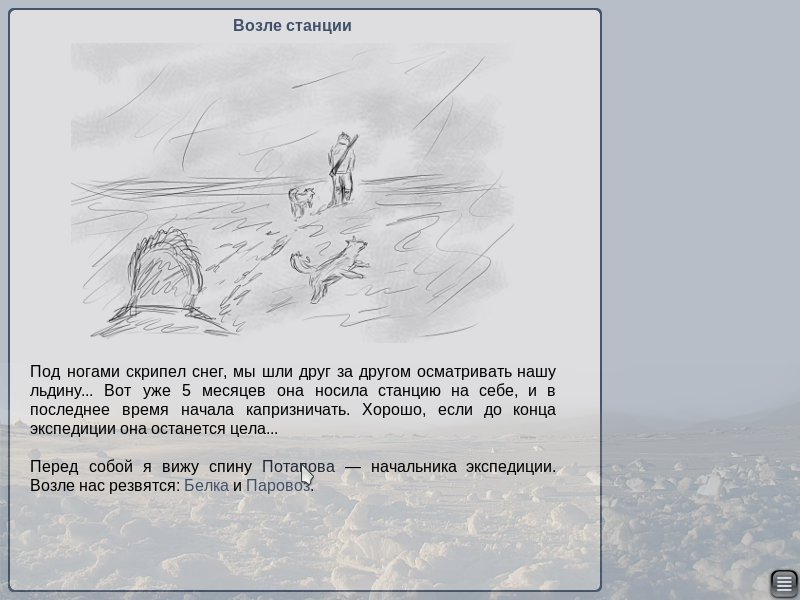 Возле станции
Под ногами скрипел снег, мы шли друг за другом осматривать нашу
льдину... Вот уже 5 месяцев она носила станцию на себе, и в
последнее время начала капризничать. Хорошо, если до конца
экспедиции она останется цела...
Перед собой я вижу спину Потапова — начальника экспедиции.
Возле нас резвятся: Белка и Паровоз.